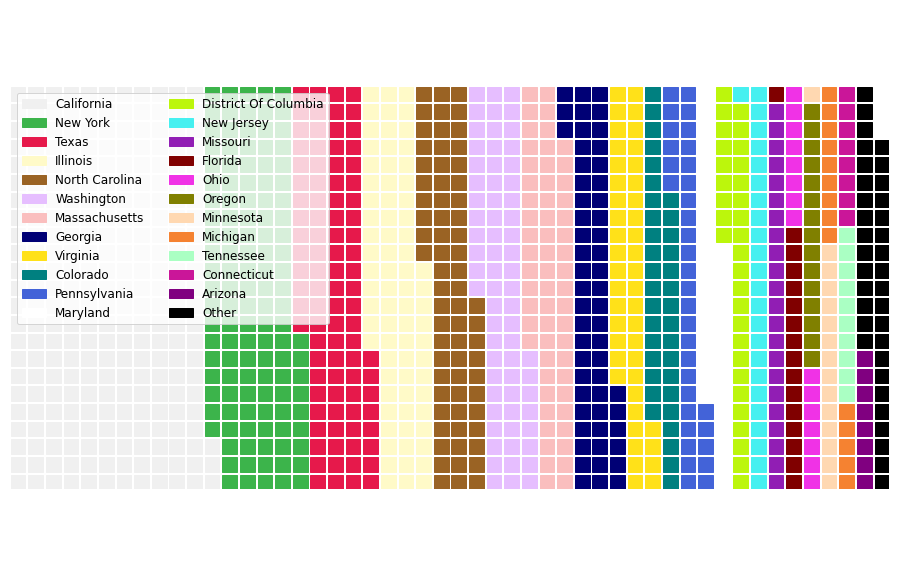 California
New York
Texas
Illinois
North Carolina
Washington
Massachusetts
Georgia
Virginia
Colorado
Pennsylvania
Maryland
District Of Columbia
New Jersey
Missouri
Florida
Ohio
Oregon
Minnesota
Michigan
Tennessee
Connecticut
Arizona
Other